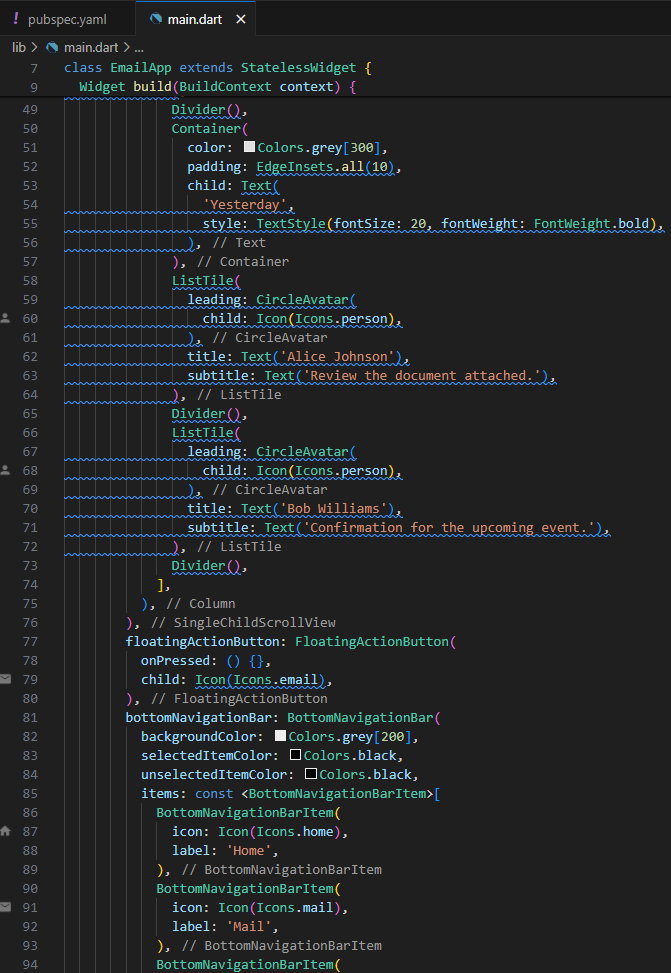 ! pubspec.yaml main.dart ×
lib > main.dart > ...
7 class EmailApp extends StatelessWidget {
9 Widget build(BuildContext context) {
49 Divider(),
50 Container(
51 color: Colors.grey[300],
52 padding: EdgeInsets.all(10),
53 child: Text(
54 'Yesterday',
55 style: TextStyle(fontSize: 20, fontWeight: FontWeight.bold),
56 ), // Text
57 ), // Container
58 ListTile(
59 leading: CircleAvatar(
60 child: Icon(Icons.person),
61 ), // CircleAvatar
62 title: Text('Alice Johnson'),
63 subtitle: Text('Review the document attached.'),
64 ), // ListTile
65 Divider(),
66 ListTile(
67 leading: CircleAvatar(
68 child: Icon(Icons.person),
69 ), // CircleAvatar
70 title: Text('Bob Williams'),
71 subtitle: Text('Confirmation for the upcoming event.'),
72 ), // ListTile
73 Divider(),
74 ],
75 ), // Column
76 ), // SingleChildScrollView
77 floatingActionButton: FloatingActionButton(
78 onPressed: () {},
79 child: Icon(Icons.email),
80 ), // FloatingActionButton
81 bottomNavigationBar: BottomNavigationBar(
82 backgroundColor: Colors.grey[200],
83 selectedItemColor: Colors.black,
84 unselectedItemColor: Colors.black,
85 items: const <BottomNavigationBarItem>[
86 BottomNavigationBarItem(
87 icon: Icon(Icons.home),
88 label: 'Home',
89 ), // BottomNavigationBarItem
90 BottomNavigationBarItem(
91 icon: Icon(Icons.mail),
92 label: 'Mail',
93 ), // BottomNavigationBarItem
94 BottomNavigationBarItem(